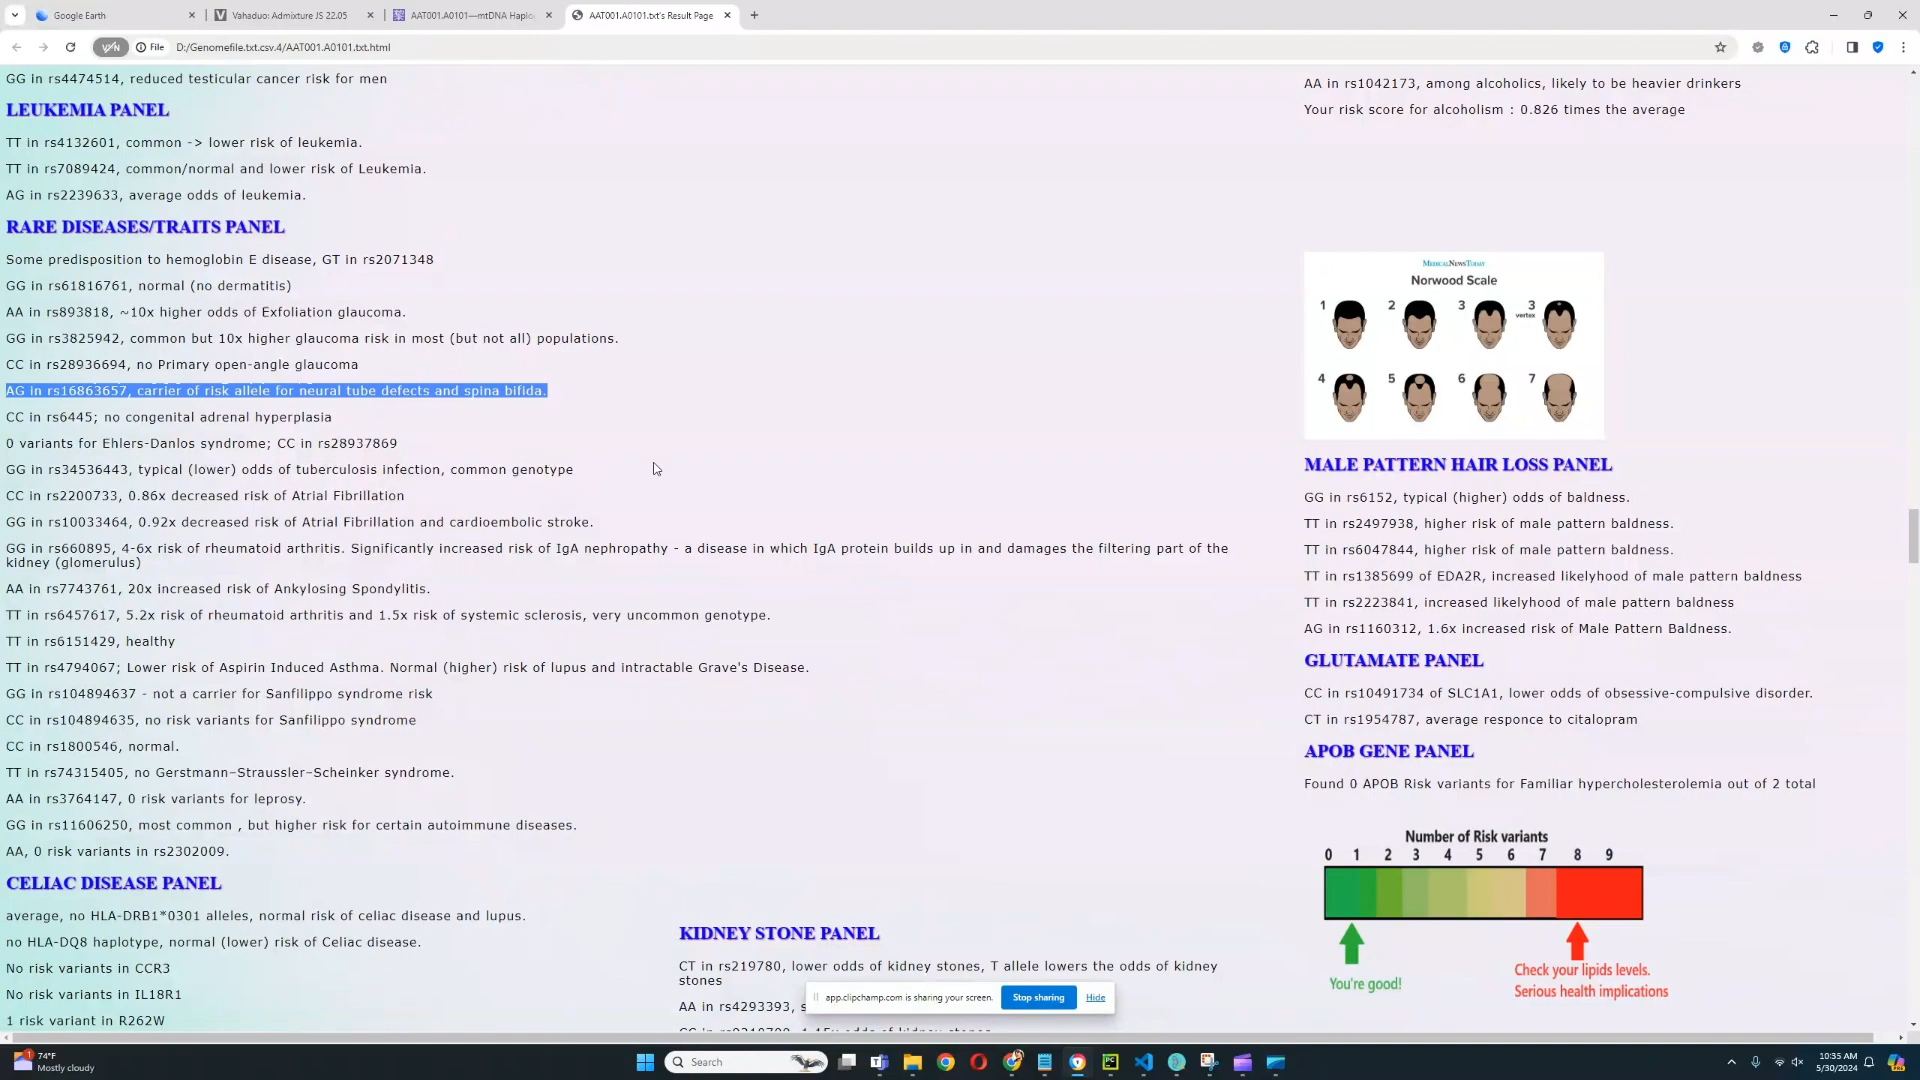 Google Earth
Vahaduo: Admixture JS 22.05
AAT001.A0101—mtDNA Haplo
AAT001.A0101.txt's Result Page
VPN
File
D:/Genomefile.txt.csv.4/AAT001.A0101.txt.html
GG in rs4474514, reduced testicular cancer risk for men
LEUKEMIA PANEL
TT in rs4132601, common -> lower risk of leukemia.
TT in rs7089424, common/normal and lower risk of Leukemia.
AG in rs2239633, average odds of leukemia.
RARE DISEASES/TRAITS PANEL
Some predisposition to hemoglobin E disease, GT in rs2071348
GG in rs61816761, normal (no dermatitis)
AA in rs893818, ~10x higher odds of Exfoliation glaucoma.
GG in rs3825942, common but 10x higher glaucoma risk in most (but not all) populations.
CC in rs28936694, no Primary open-angle glaucoma
AG in rs16863657, carrier of risk allele for neural tube defects and spina bifida.
CC in rs6445; no congenital adrenal hyperplasia
0 variants for Ehlers-Danlos syndrome; CC in rs28937869
GG in rs34536443, typical (lower) odds of tuberculosis infection, common genotype
CC in rs2200733, 0.86x decreased risk of Atrial Fibrillation
GG in rs10033464, 0.92x decreased risk of Atrial Fibrillation and cardioembolic stroke.
GG in rs660895, 4-6x risk of rheumatoid arthritis. Significantly increased risk of IgA nephropathy - a disease in which IgA protein builds up in and damages the filtering part of the
kidney (glomerulus)
AA in rs7743761, 20x increased risk of Ankylosing Spondylitis.
TT in rs6457617, 5.2x risk of rheumatoid arthritis and 1.5x risk of systemic sclerosis, very uncommon genotype.
TT in rs6151429, healthy
TT in rs4794067; Lower risk of Aspirin Induced Asthma. Normal (higher) risk of lupus and intractable Grave's Disease.
GG in rs104894637 - not a carrier for Sanfilippo syndrome risk
CC in rs104894635, no risk variants for Sanfilippo syndrome
CC in rs1800546, normal.
TT in rs74315405, no Gerstmann–Straussler–Scheinker syndrome.
AA in rs3764147, 0 risk variants for leprosy.
GG in rs11606250, most common , but higher risk for certain autoimmune diseases.
AA, 0 risk variants in rs2302009.
CELIAC DISEASE PANEL
average, no HLA-DRB1*0301 alleles, normal risk of celiac disease and lupus.
no HLA-DQ8 haplotype, normal (lower) risk of Celiac disease.
No risk variants in CCR3
No risk variants in IL18R1
1 risk variant in R262W
KIDNEY STONE PANEL
CT in rs219780, lower odds of kidney stones, T allele lowers the odds of kidney
stones
AA in rs4293393, s
AA in rs1042173, among alcoholics, likely to be heavier drinkers
Your risk score for alcoholism : 0.826 times the average
MEDICALNEWSTODAY
Norwood Scale
1 2 3 3
vertex
4 5 6 7
MALE PATTERN HAIR LOSS PANEL
GG in rs6152, typical (higher) odds of baldness.
TT in rs2497938, higher risk of male pattern baldness.
TT in rs6047844, higher risk of male pattern baldness.
TT in rs1385699 of EDA2R, increased likelyhood of male pattern baldness
TT in rs2223841, increased likelyhood of male pattern baldness
AG in rs1160312, 1.6x increased risk of Male Pattern Baldness.
GLUTAMATE PANEL
CC in rs10491734 of SLC1A1, lower odds of obsessive-compulsive disorder.
CT in rs1954787, average responce to citalopram
APOB GENE PANEL
Found 0 APOB Risk variants for Familiar hypercholesterolemia out of 2 total
Number of Risk variants
0 1 2 3 4 5 6 7 8 9
You're good!
Check your lipids levels.
Serious health implications
app.clipchamp.com is sharing your screen.
Stop sharing
Hide
1
74°F
Mostly cloudy
Search
10:35 AM
5/30/2024